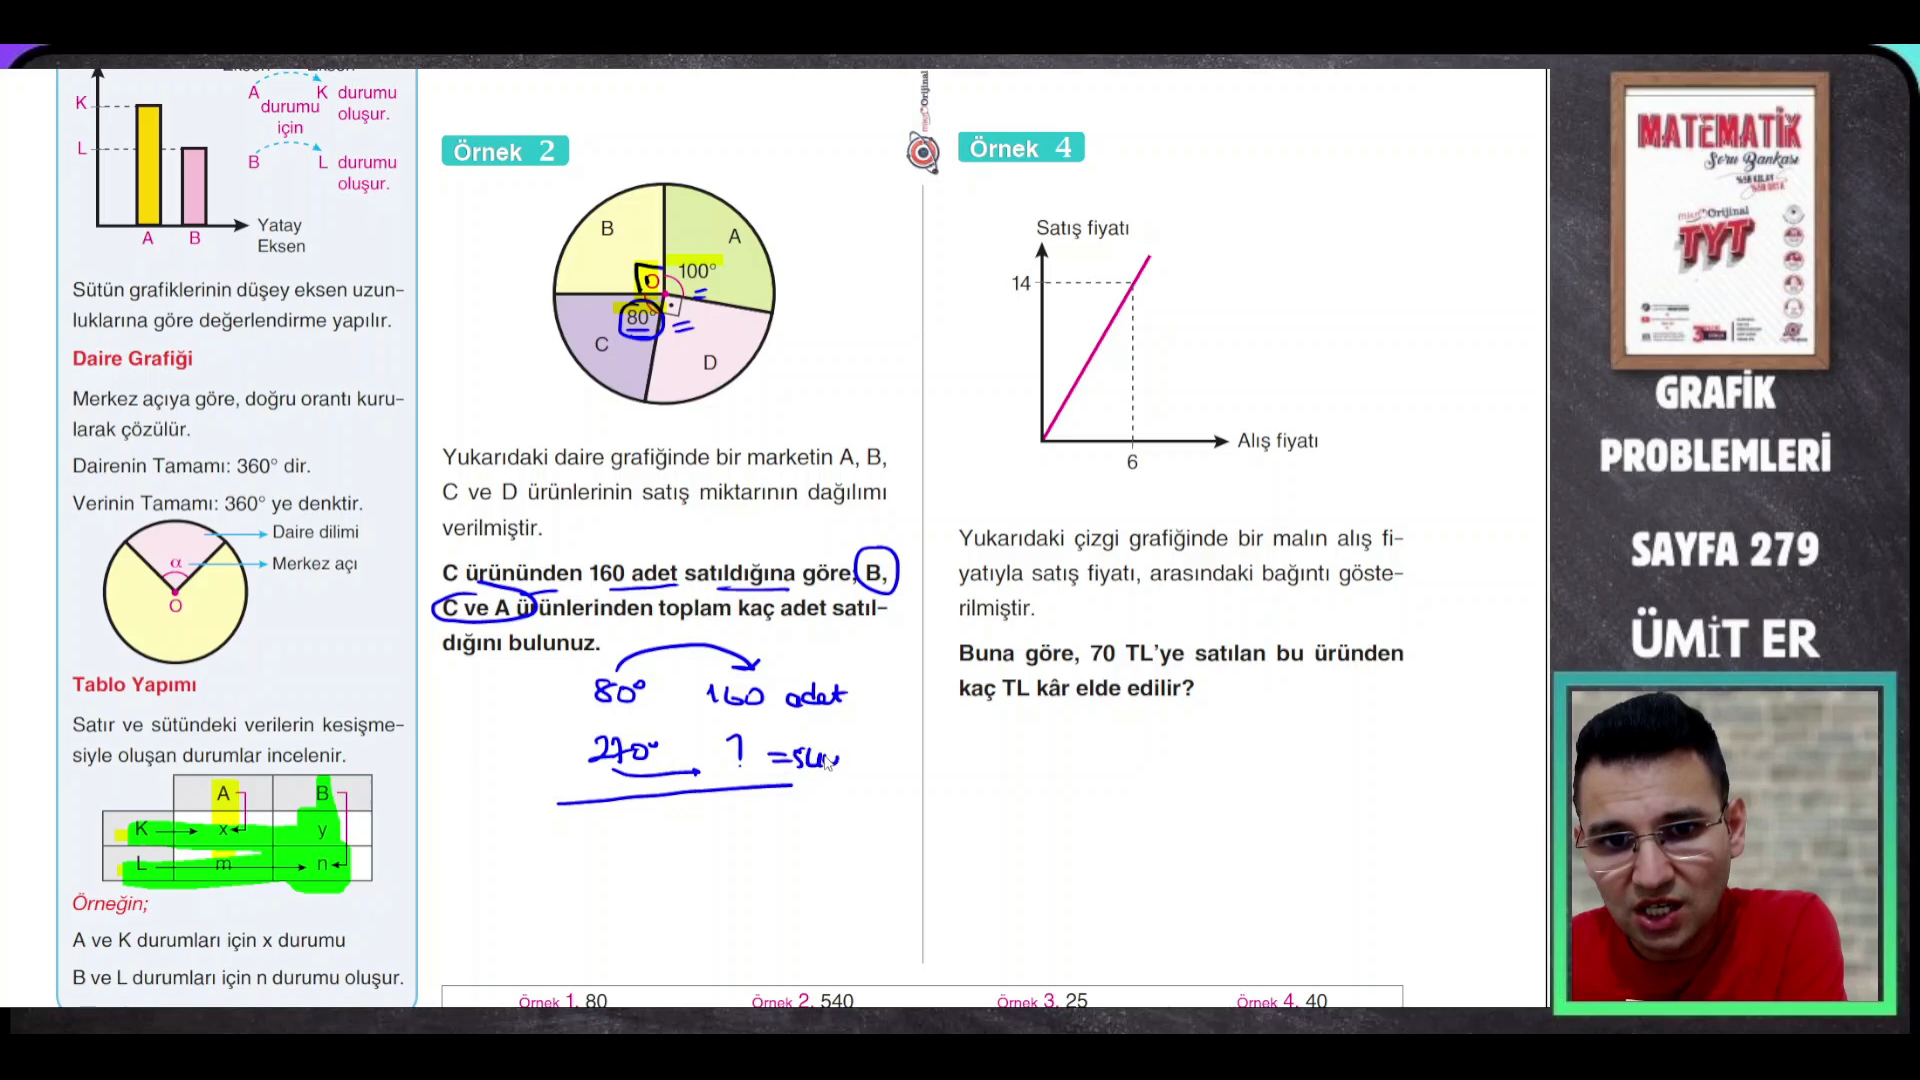 K
L
A
B
Yatay
Eksen
A
durumu
için
K durumu
oluşur.
B
L durumu
oluşur.
Sütün grafiklerinin düşey eksen uzun-
luklarına göre değerlendirme yapılır.
Daire Grafiği
Merkez açıya göre, doğru orantı kuru-
larak çözülür.
Dairenin Tamamı: 360° dir.
Verinin Tamamı: 360° ye denktir.
Daire dilimi
α
Merkez açı
O
Tablo Yapımı
Satır ve sütündeki verilerin kesişme-
siyle oluşan durumlar incelenir.
A B
K x y
L m n
Örneğin;
A ve K durumları için x durumu
B ve L durumları için n durumu oluşur.
Örnek 2
B
A
O
100°
80°
C
D
Yukarıdaki daire grafiğinde bir marketin A, B,
C ve D ürünlerinin satış miktarının dağılımı
verilmiştir.
C ürününden 160 adet satıldığına göre, B,
C ve A ürünlerinden toplam kaç adet satıl-
dığını bulunuz.
80° 160 adet
270° ? =
Orijinal
Örnek 4
Satış fiyatı
14
Alış fiyatı
6
Yukarıdaki çizgi grafiğinde bir malın alış fi-
yatıyla satış fiyatı, arasındaki bağıntı göste-
rilmiştir.
Buna göre, 70 TL’ye satılan bu üründen
kaç TL kâr elde edilir?
Örnek 1. 80 Örnek 2. 540 Örnek 3. 25 Örnek 4. 40
MATEMATİK
Soru Bankası
Orijinal
TYT
GRAFİK
PROBLEMLERİ
SAYFA 279
ÜMİT ER